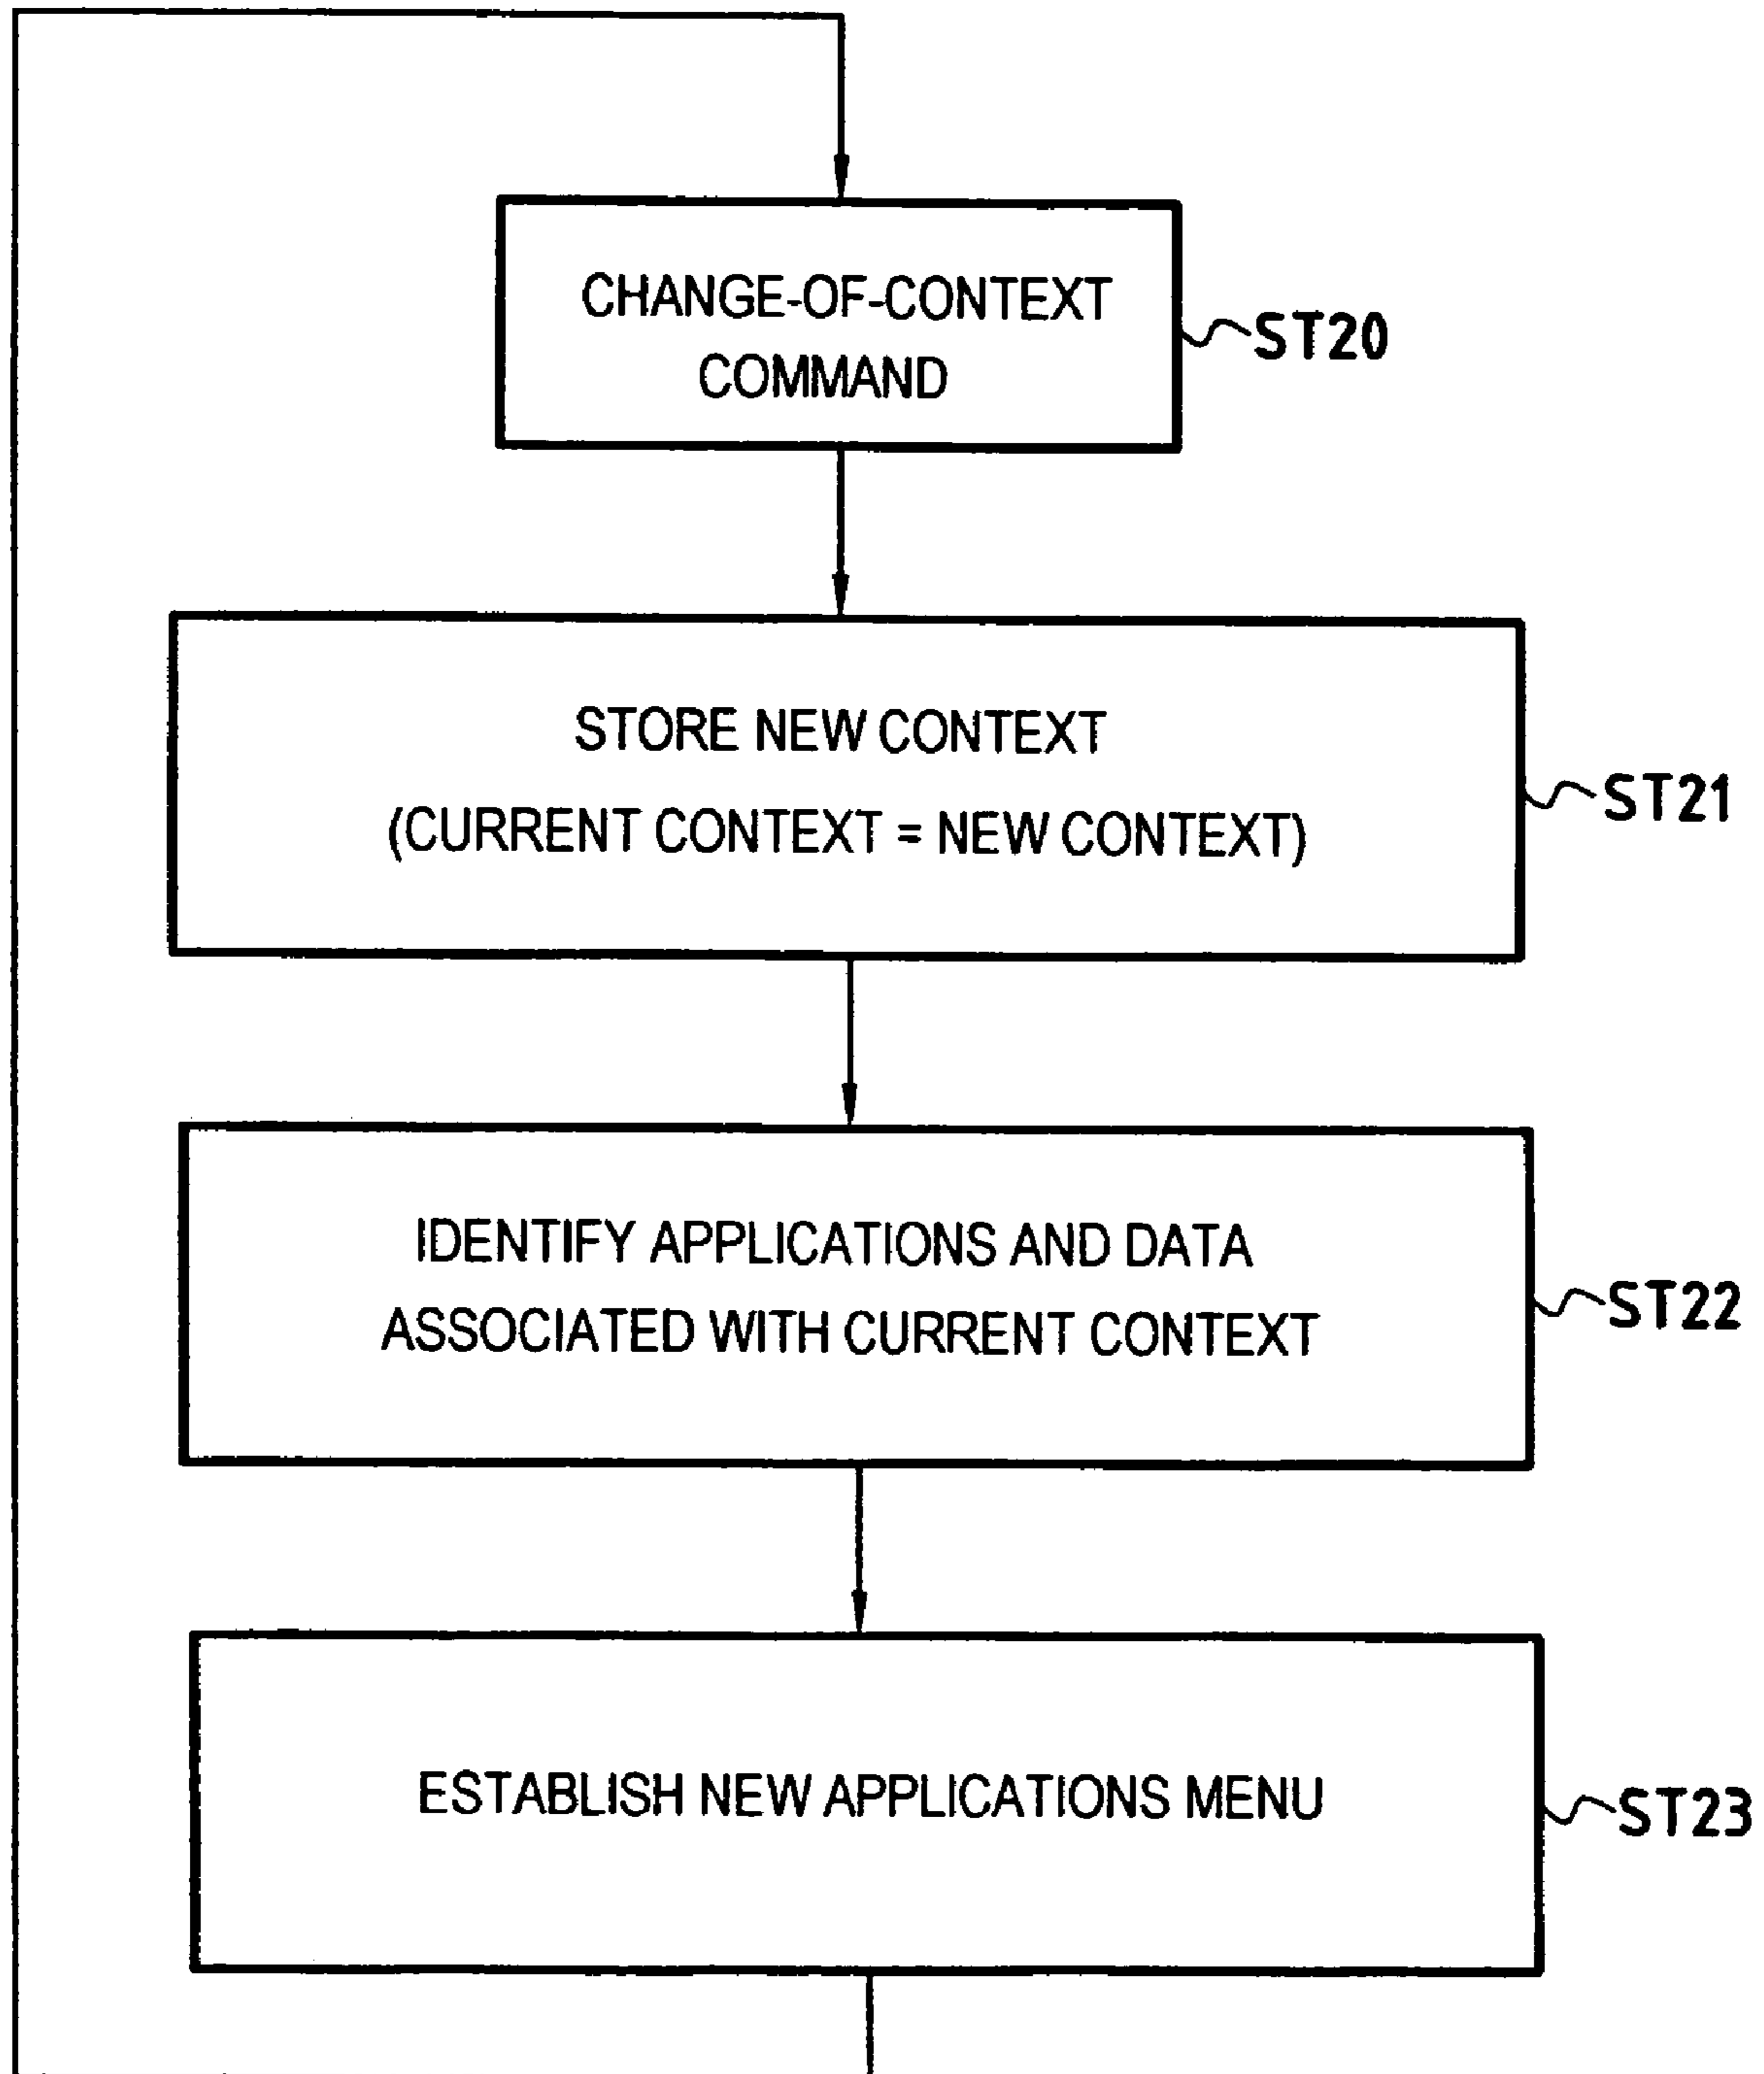 CHANGE-OF-CONTEXT
COMMAND
ST20
STORE NEW CONTEXT
(CURRENT CONTEXT = NEW CONTEXT)
ST21
IDENTIFY APPLICATIONS AND DATA
ASSOCIATED WITH CURRENT CONTEXT
ST22
ESTABLISH NEW APPLICATIONS MENU
ST23